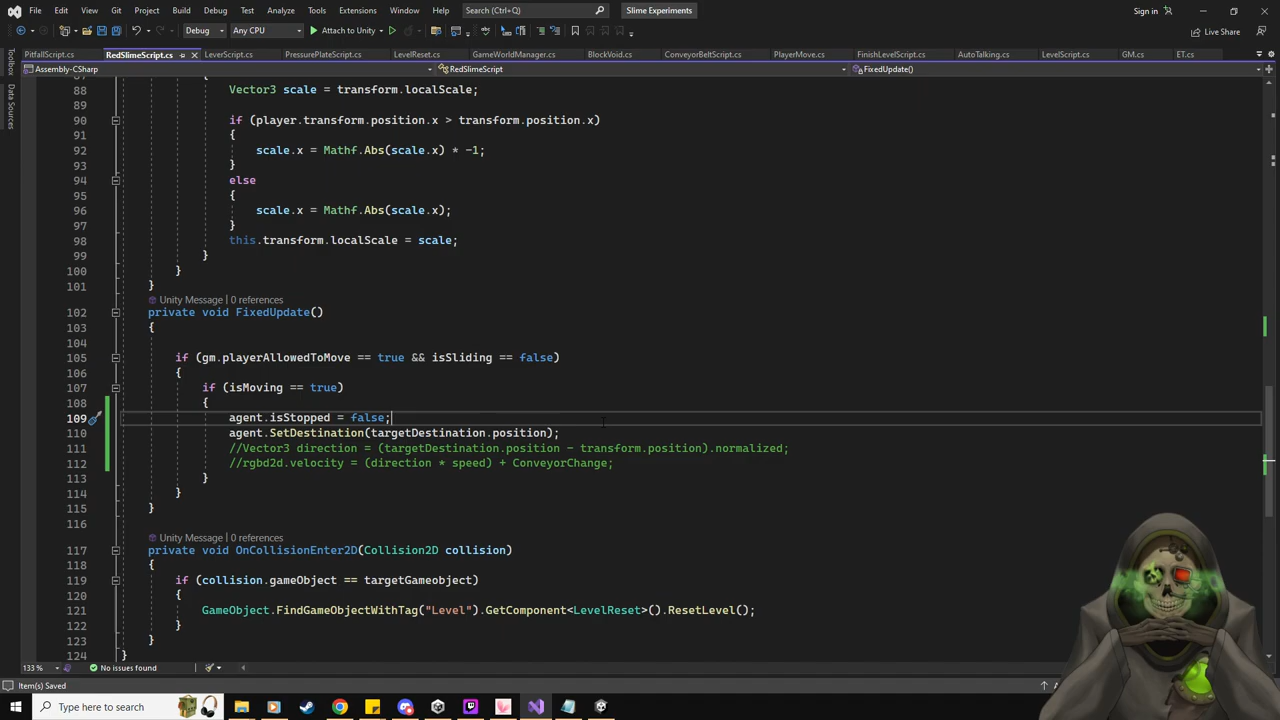 File Edit View Git Project Build Debug Test Analyze Tools Extensions Window Help Search (Ctrl+Q) Slime Experiments Sign in
Debug Any CPU Attach to Unity Live Share
PitfallScript.cs RedSlimeScript.cs LeverScript.cs PressurePlateScript.cs LevelReset.cs GameWorldManager.cs BlockVoid.cs ConveyorBeltScript.cs PlayerMove.cs FinishLevelScript.cs AutoTalking.cs LevelScript.cs GM.cs ET.cs
Assembly-CSharp RedSlimeScript FixedUpdate()
Toolbox
Data Sources
87 {
88 Vector3 scale = transform.localScale;
89
90 if (player.transform.position.x > transform.position.x)
91 {
92 scale.x = Mathf.Abs(scale.x) * -1;
93 }
94 else
95 {
96 scale.x = Mathf.Abs(scale.x);
97 }
98 this.transform.localScale = scale;
99 }
100 }
101 }
Unity Message | 0 references
102 private void FixedUpdate()
103 {
104
105 if (gm.playerAllowedToMove == true && isSliding == false)
106 {
107 if (isMoving == true)
108 {
109 agent.isStopped = false;
110 agent.SetDestination(targetDestination.position);
111 //Vector3 direction = (targetDestination.position - transform.position).normalized;
112 //rgbd2d.velocity = (direction * speed) + ConveyorChange;
113 }
114 }
115 }
116
Unity Message | 0 references
117 private void OnCollisionEnter2D(Collision2D collision)
118 {
119 if (collision.gameObject == targetGameobject)
120 {
121 GameObject.FindGameObjectWithTag("Level").GetComponent<LevelReset>().ResetLevel();
122 }
123 }
124 }
133 % No issues found
Item(s) Saved
Type here to search